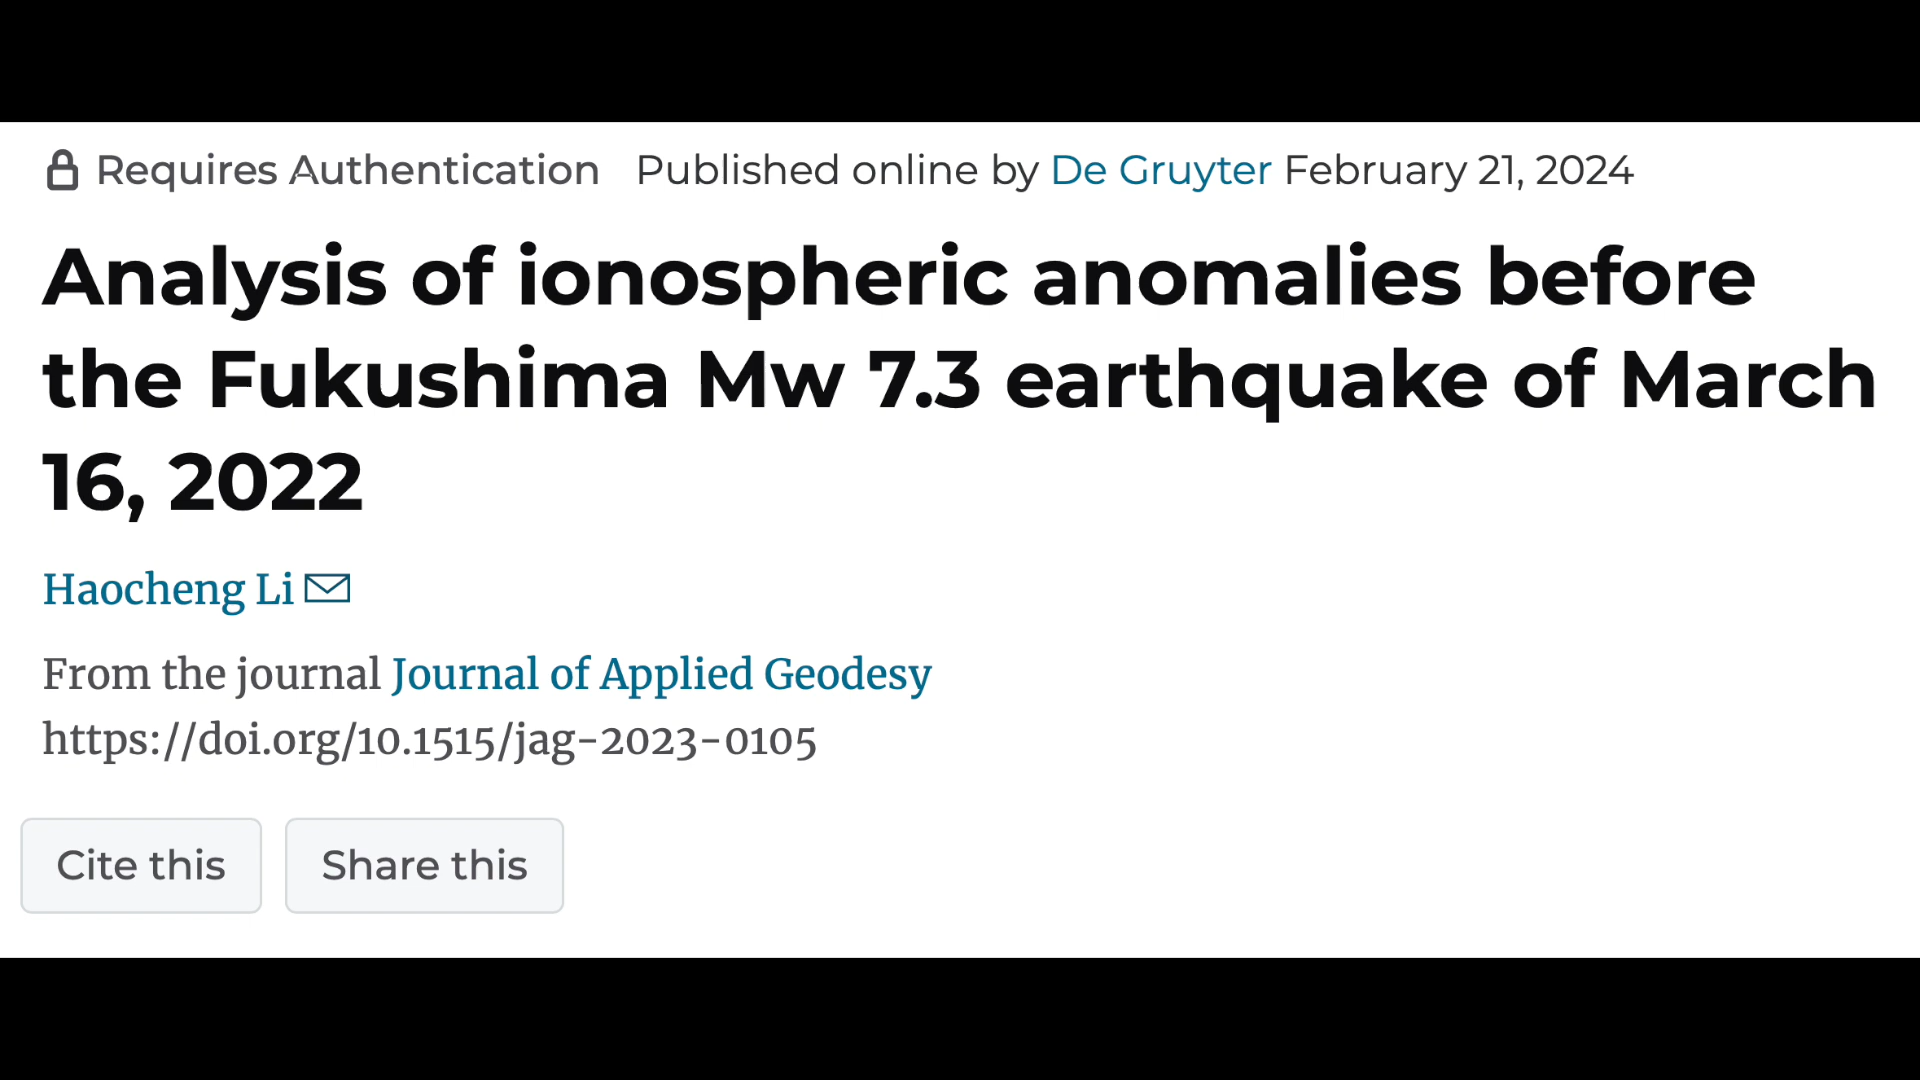 Requires Authentication Published online by De Gruyter February 21, 2024
Analysis of ionospheric anomalies before
the Fukushima Mw 7.3 earthquake of March
16, 2022
Haocheng Li
From the journal Journal of Applied Geodesy
https://doi.org/10.1515/jag-2023-0105
Cite this Share this